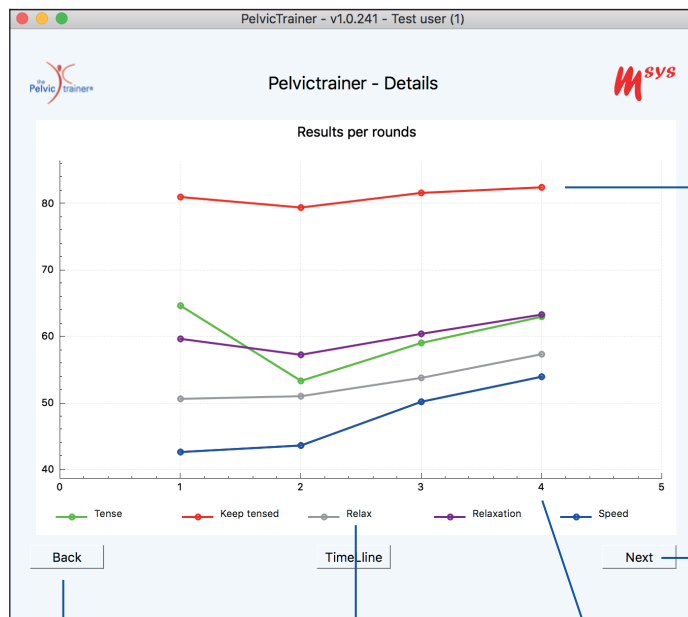 PelvicTrainer - v1.0.241 - Test user (1)
the
Pelvic trainer®
Pelvictrainer - Details
Msys
Results per rounds
80
70
60
50
40
0 1 2 3 4 5
Tense Keep tensed Relax Relaxation Speed
Back TimeLline Next